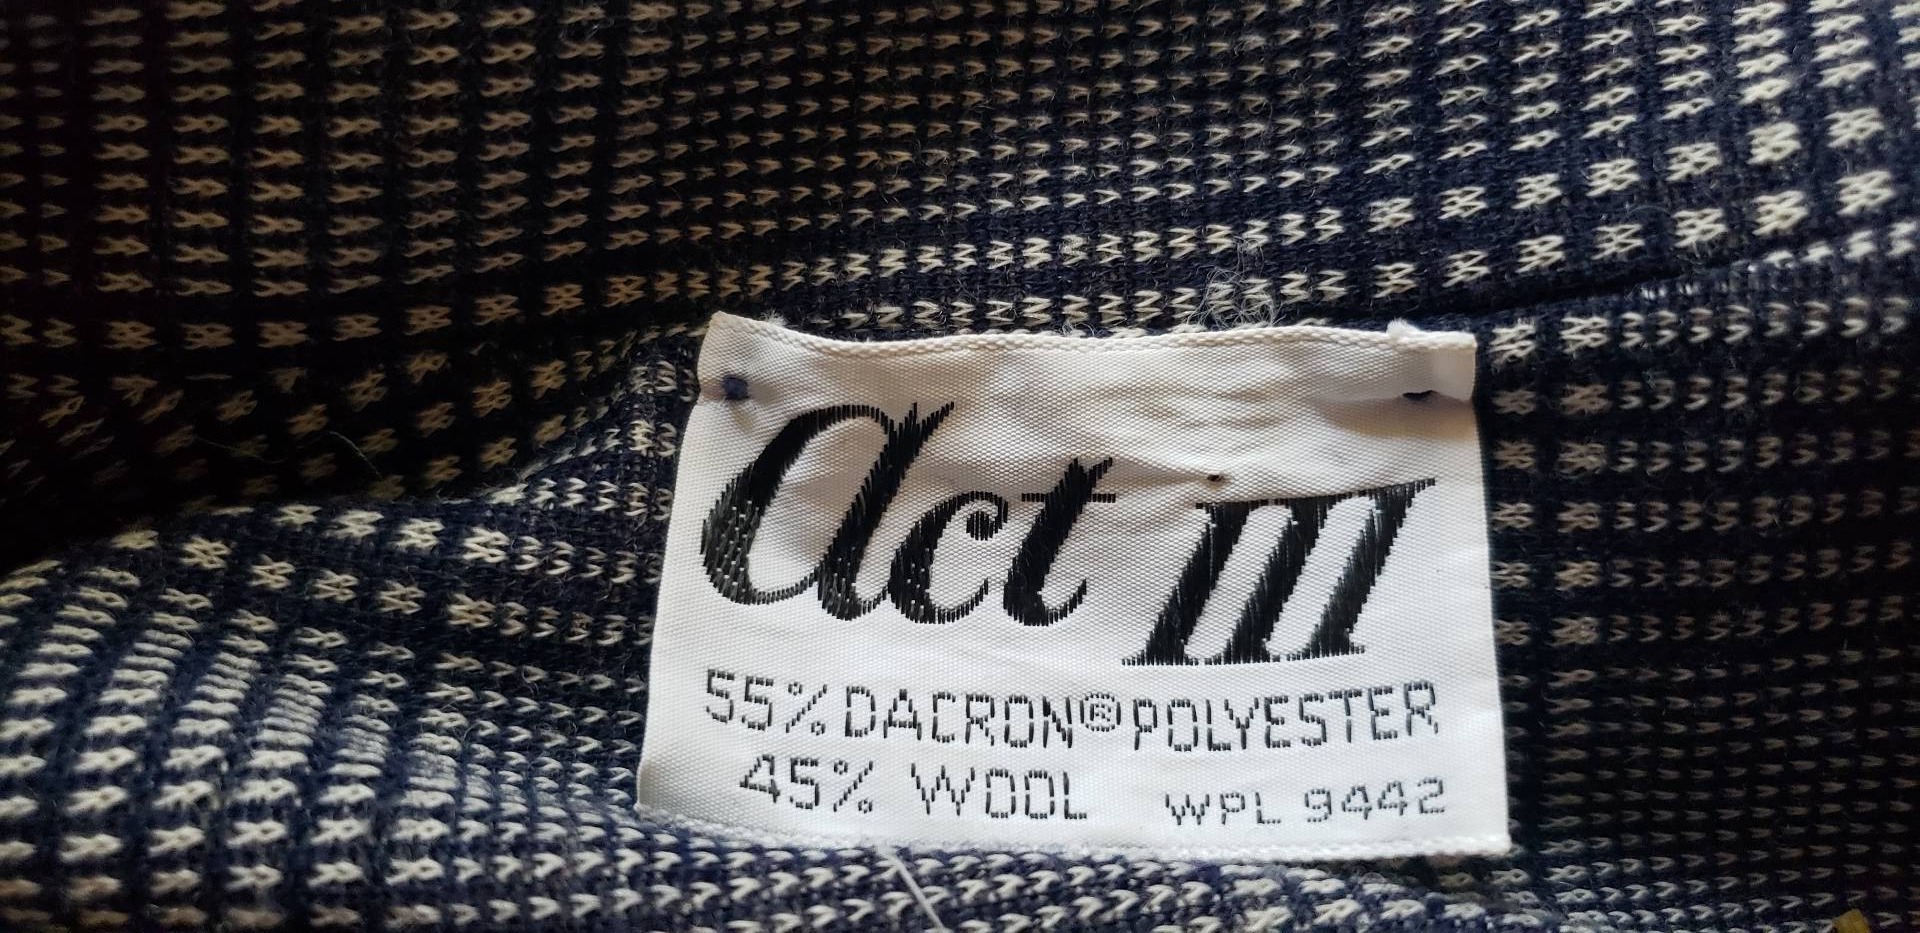 Act III
55% DACRON® POLYESTER
45% WOOL WPL 9442